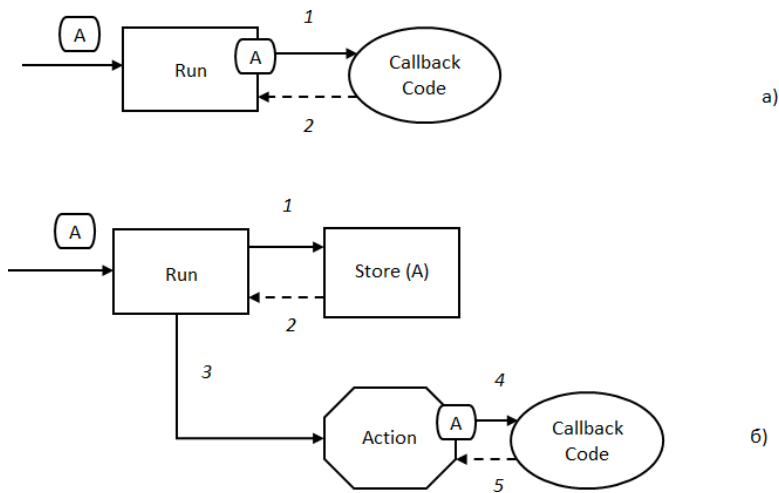 A
1
Run
A
Callback
Code
2
а)
A
1
Run
Store (A)
2
3
4
Action
A
Callback
Code
5
б)